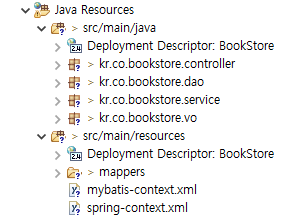 Java Resources
> src/main/java
Deployment Descriptor: BookStore
> kr.co.bookstore.controller
> kr.co.bookstore.dao
> kr.co.bookstore.service
> kr.co.bookstore.vo
> src/main/resources
Deployment Descriptor: BookStore
> mappers
mybatis-context.xml
spring-context.xml